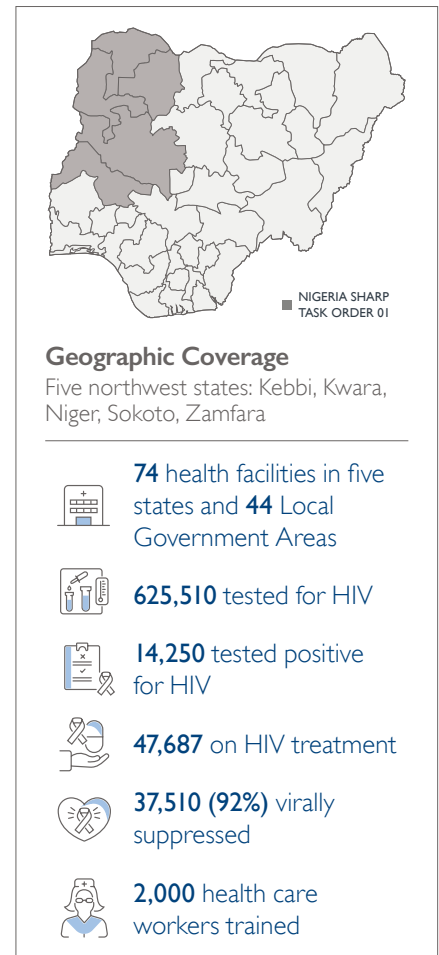 NIGERIA SHARP
TASK ORDER 01
Geographic Coverage
Five northwest states: Kebbi, Kwara,
Niger, Sokoto, Zamfara
74 health facilities in five
states and 44 Local
Government Areas
625,510 tested for HIV
14,250 tested positive
for HIV
47,687 on HIV treatment
37,510 (92%) virally
suppressed
2,000 health care
workers trained